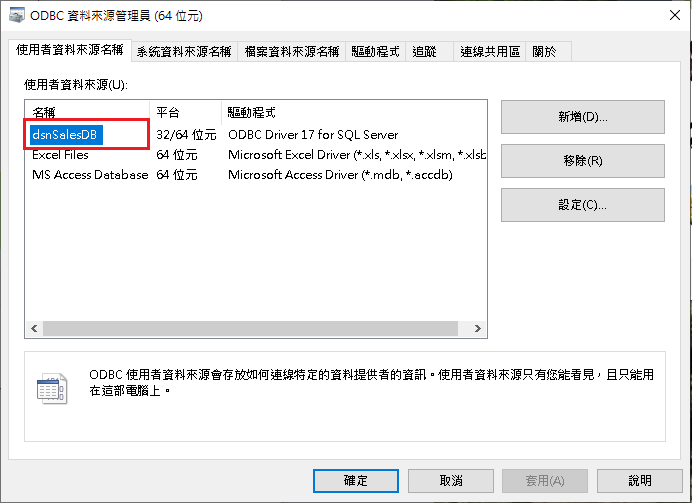 ODBC 資料來源管理員 (64 位元)
使用者資料來源名稱 系統資料來源名稱 檔案資料來源名稱 驅動程式 追蹤 連線共用區 關於
使用者資料來源(U):
名稱 平台 驅動程式
dsnSalesDB 32/64 位元 ODBC Driver 17 for SQL Server
Excel Files 64 位元 Microsoft Excel Driver (*.xls, *.xlsx, *.xlsm, *.xlsb
MS Access Database 64 位元 Microsoft Access Driver (*.mdb, *.accdb)
新增(D)...
移除(R)
設定(C)...
ODBC 使用者資料來源會存放如何連線特定的資料提供者的資訊。使用者資料來源只有您能看見，且只能用
在這部電腦上。
確定 取消 套用(A) 說明